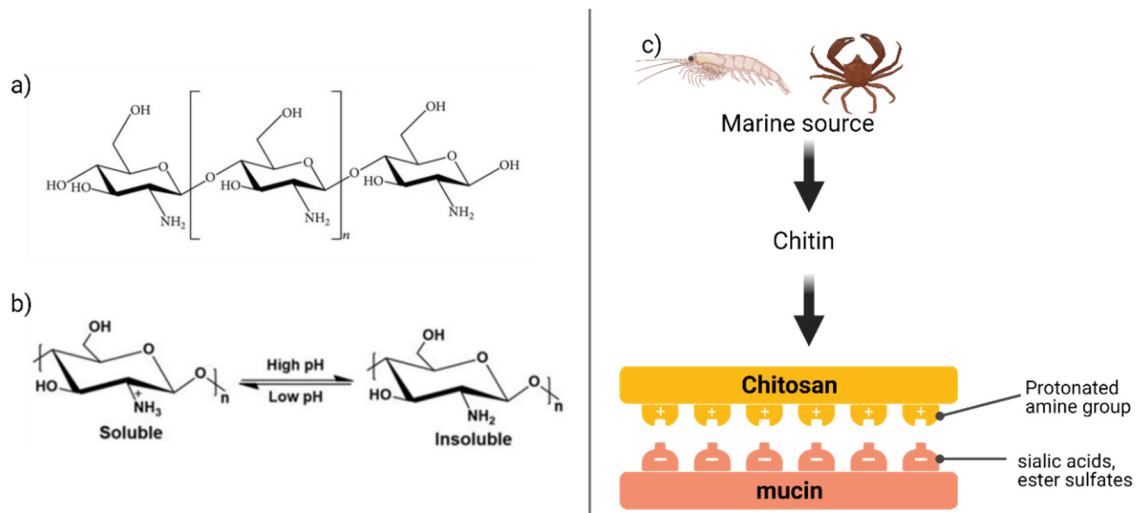 a)
OH
OH
OH
HO
HO
O
O
HO
O
O
HO
O
OH
NH2
NH2
NH2
n
b)
OH
O
HO
O
n
+
NH3
Soluble
High pH
Low pH
OH
O
HO
O
n
NH2
Insoluble
c)
Marine source
Chitin
Chitosan
+ + + + + +
Protonated
amine group
− − − − − −
mucin
sialic acids,
ester sulfates